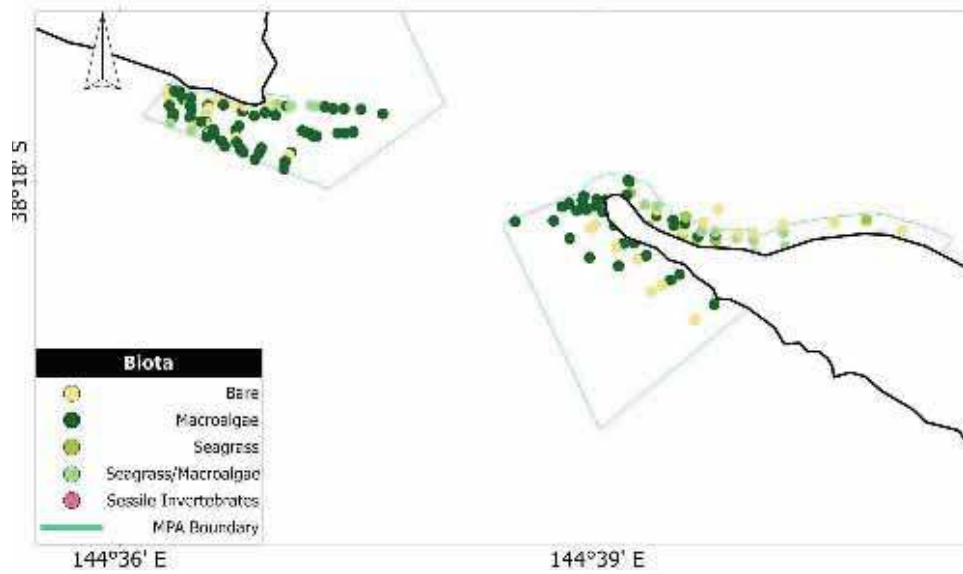 38°18' S
Biota
Bare
Macroalgae
Seagrass
Seagrass/Macroalgae
Sessile Invertebrates
MPA Boundary
144°36' E
144°39' E